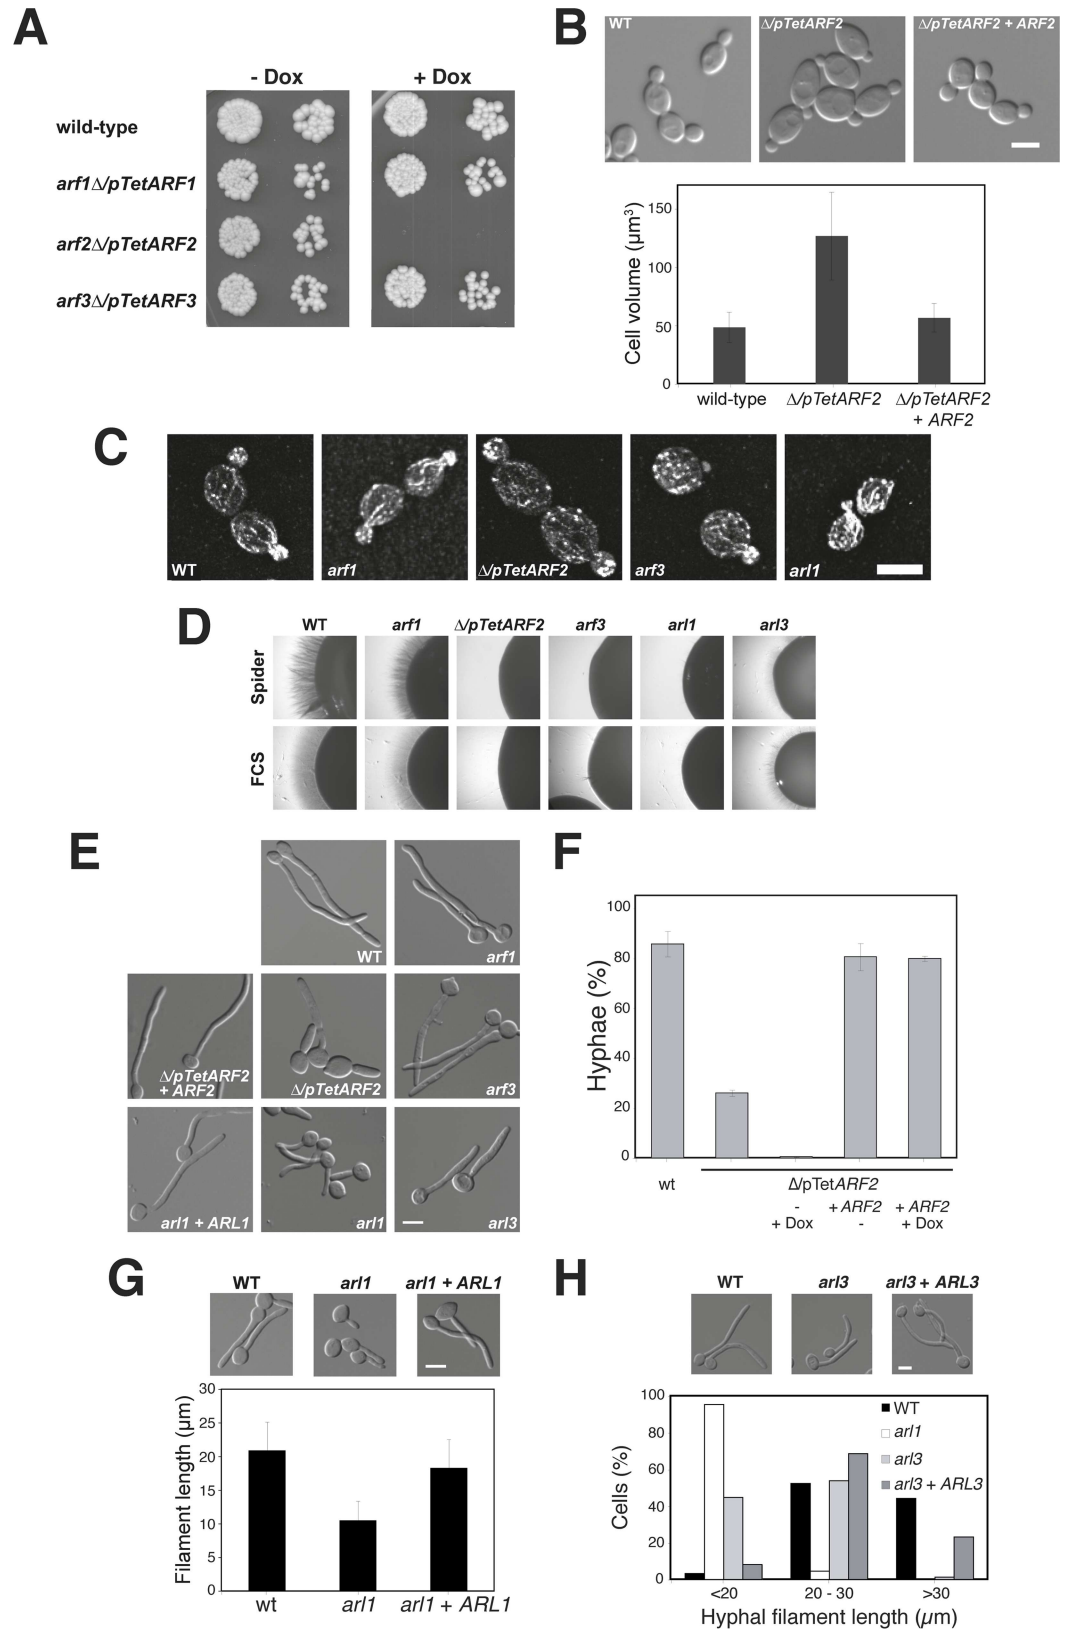 A
- Dox
+ Dox
wild-type
arf1Δ/pTetARF1
arf2Δ/pTetARF2
arf3Δ/pTetARF3
B
WT
Δ/pTetARF2
Δ/pTetARF2 + ARF2
Cell volume (µm³)
150
100
50
0
wild-type
Δ/pTetARF2
Δ/pTetARF2
+ ARF2
C
WT
arf1
Δ/pTetARF2
arf3
arl1
D
WT
arf1
Δ/pTetARF2
arf3
arl1
arl3
Spider
FCS
E
WT
arf1
Δ/pTetARF2
+ ARF2
Δ/pTetARF2
arf3
arl1 + ARL1
arl1
arl3
F
Hyphae (%)
100
80
60
40
20
0
wt
Δ/pTetARF2
- + ARF2 + ARF2
+ Dox - + Dox
G
WT
arl1
arl1 + ARL1
Filament length (µm)
30
25
20
15
10
5
0
wt
arl1
arl1 + ARL1
H
WT
arl3
arl3 + ARL3
Cells (%)
100
80
60
40
20
0
WT
arl1
arl3
arl3 + ARL3
<20
20 - 30
>30
Hyphal filament length (µm)